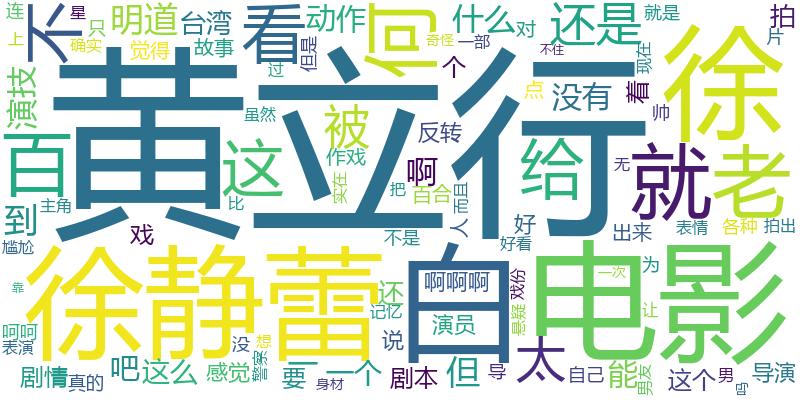 连 上 星 只 明道 台湾 故事 看 动作 何 什么 对 还是 就是 拍
不 确实 觉得 过 但是 奇怪 一部 不住 片
演技 虽然 被 个 点 没有 现在 着 帅 徐
黄立行
百 这 作戏 反转 啊 给 就 老
到 主角 比 实在 把 百合 人 而且 好 无
尴尬 戏 不是 好看 出来 表情 各种 拍出
徐静蕾 白 电影
啊啊啊 戏份 一次 为
靠 还 记忆 演员 悬疑 让
呵呵 表演 没 想 说
剧情 真的 吧 这么 感觉 警察 要 身材 一个 剧本 但 导 太 自己 能 男友 这个 男 吗 导演